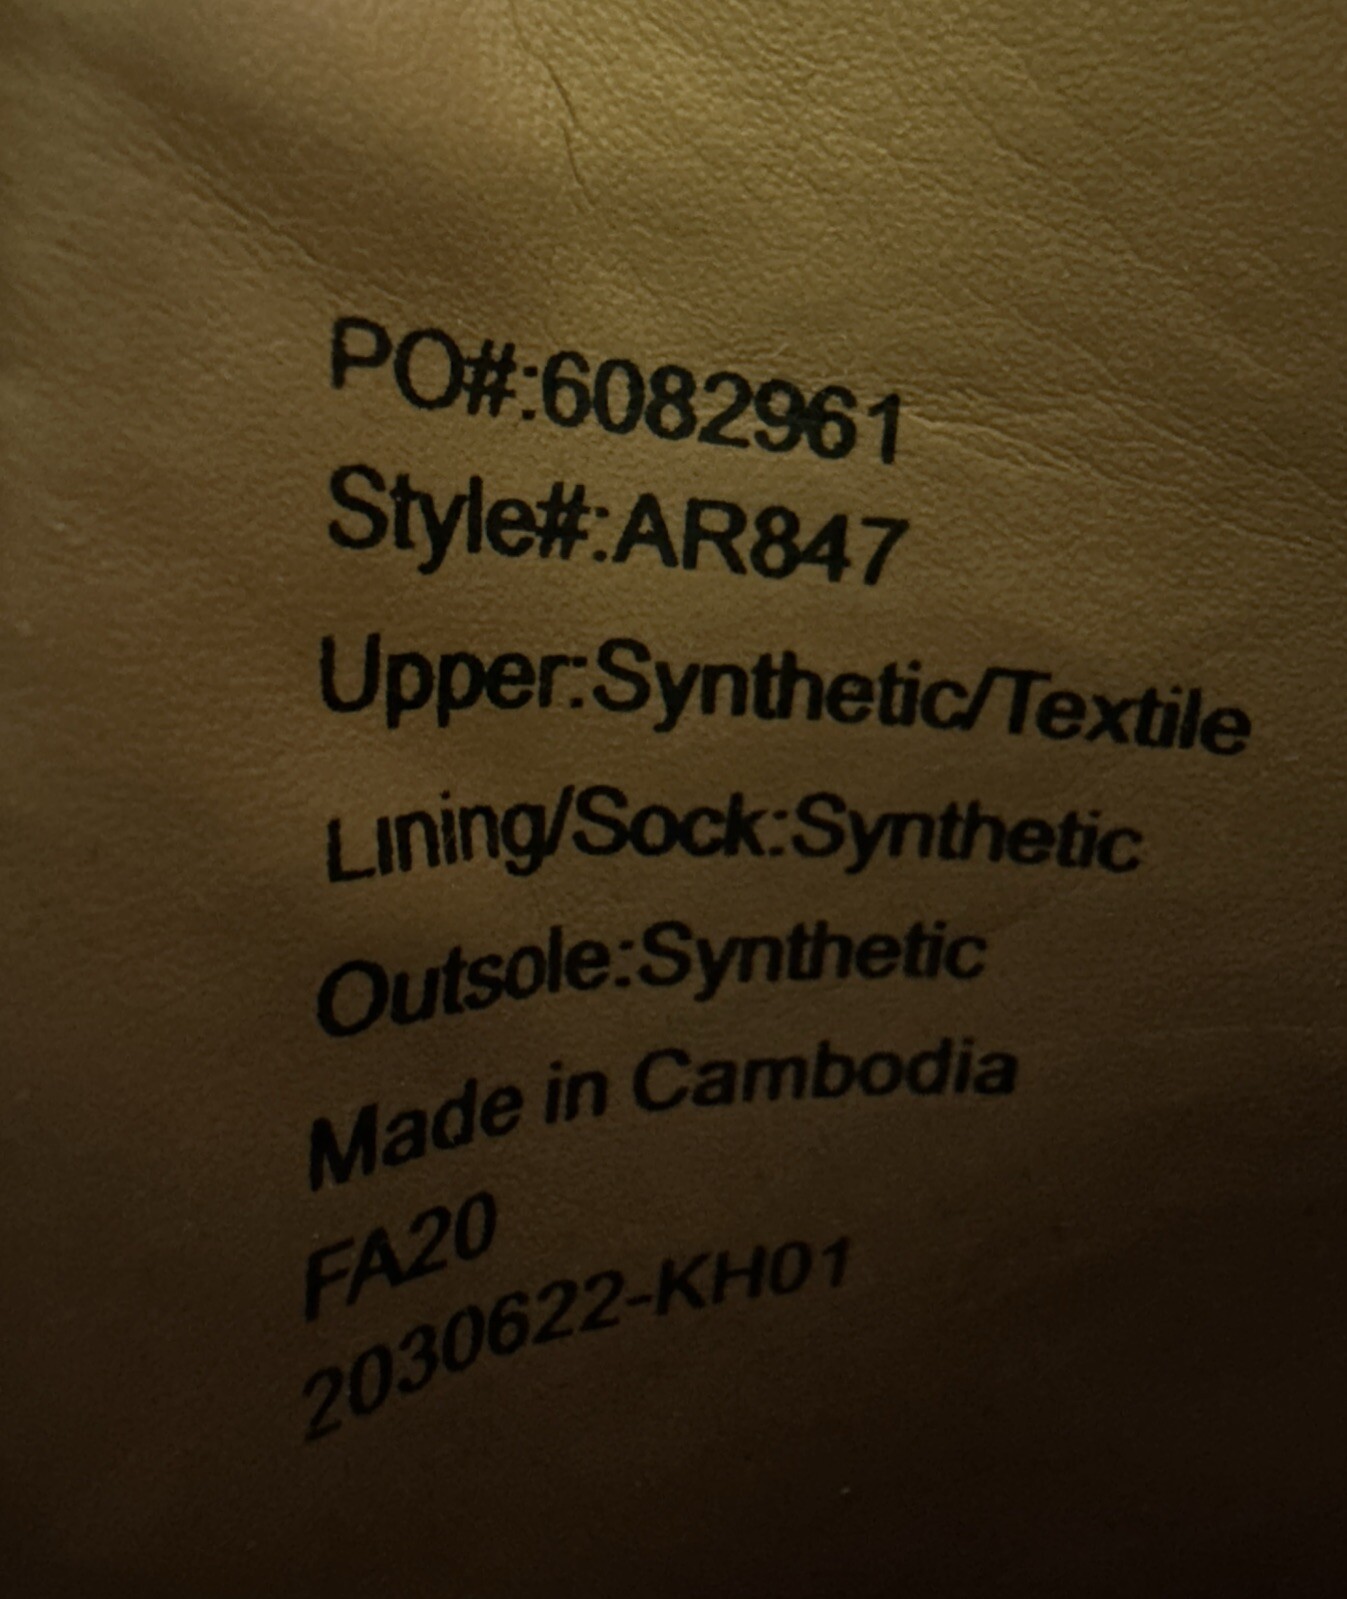 PO#:6082961
Style#:AR847
Upper:Synthetic/Textile
Lining/Sock:Synthetic
Outsole:Synthetic
Made in Cambodia
FA20
2030622-KH01